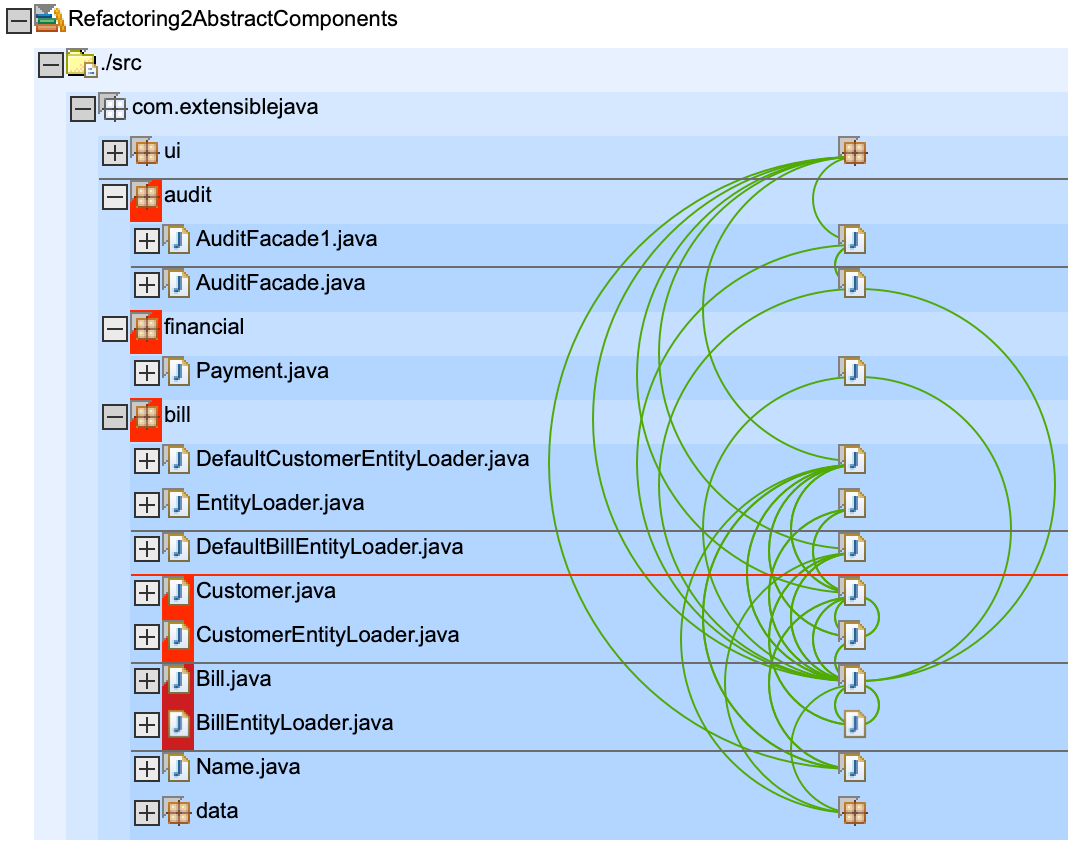 Refactoring2AbstractComponents
./src
com.extensiblejava
ui
audit
AuditFacade1.java
AuditFacade.java
financial
Payment.java
bill
DefaultCustomerEntityLoader.java
EntityLoader.java
DefaultBillEntityLoader.java
Customer.java
CustomerEntityLoader.java
Bill.java
BillEntityLoader.java
Name.java
data